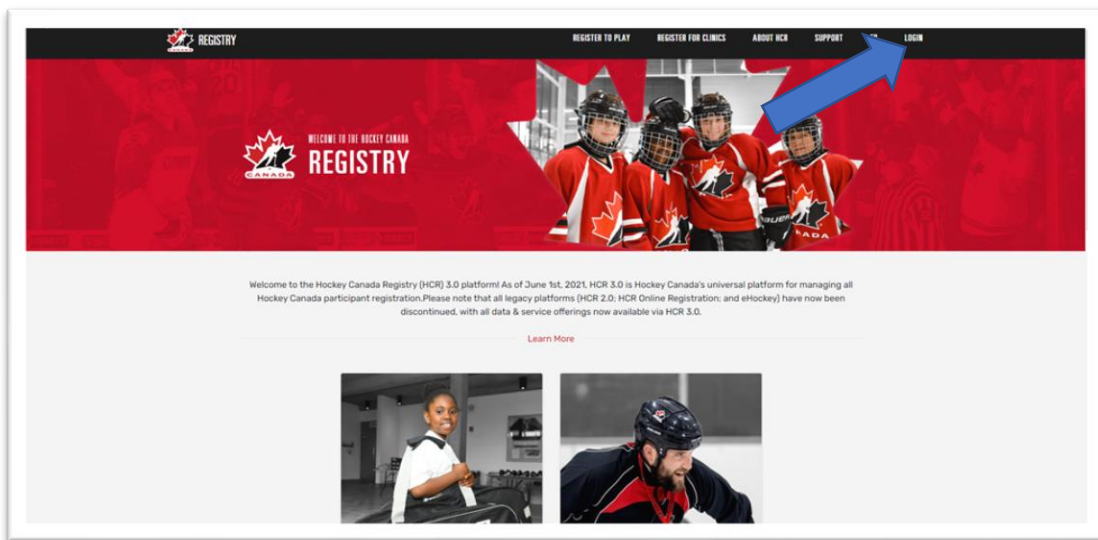 REGISTRY
REGISTER TO PLAY
REGISTER FOR CLINICS
ABOUT HCR
SUPPORT
LOGIN
WELCOME TO THE HOCKEY CANADA
REGISTRY
CANADA
BAUER
Welcome to the Hockey Canada Registry (HCR) 3.0 platform! As of June 1st, 2021, HCR 3.0 is Hockey Canada's universal platform for managing all
Hockey Canada participant registration.Please note that all legacy platforms (HCR 2.0; HCR Online Registration; and eHockey) have now been
discontinued, with all data & service offerings now available via HCR 3.0.
Learn More